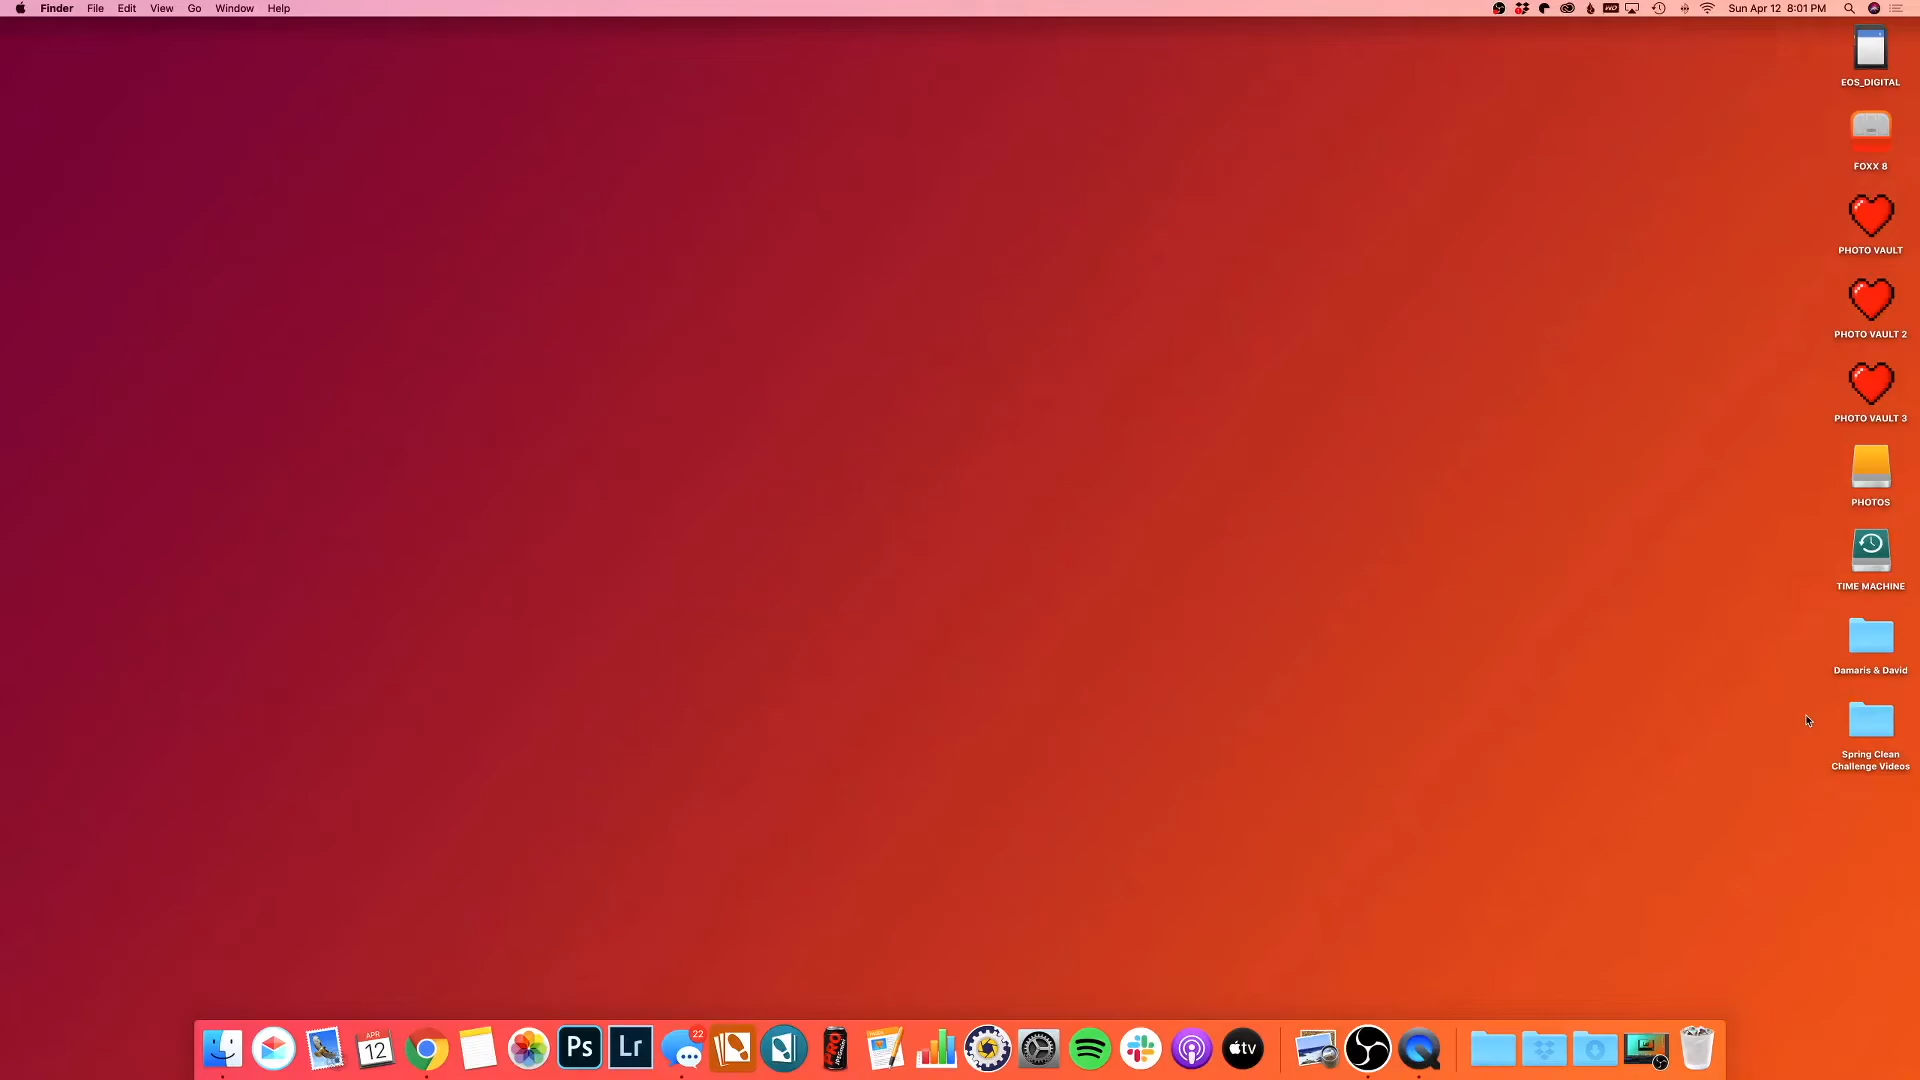 Finder File Edit View Go Window Help
Sun Apr 12 8:01 PM
EOS_DIGITAL
FOXX 8
PHOTO VAULT
PHOTO VAULT 2
PHOTO VAULT 3
PHOTOS
TIME MACHINE
Damaris & David
Spring Clean
Challenge Videos
APR
12
Ps
Lr
22
PRO
tv